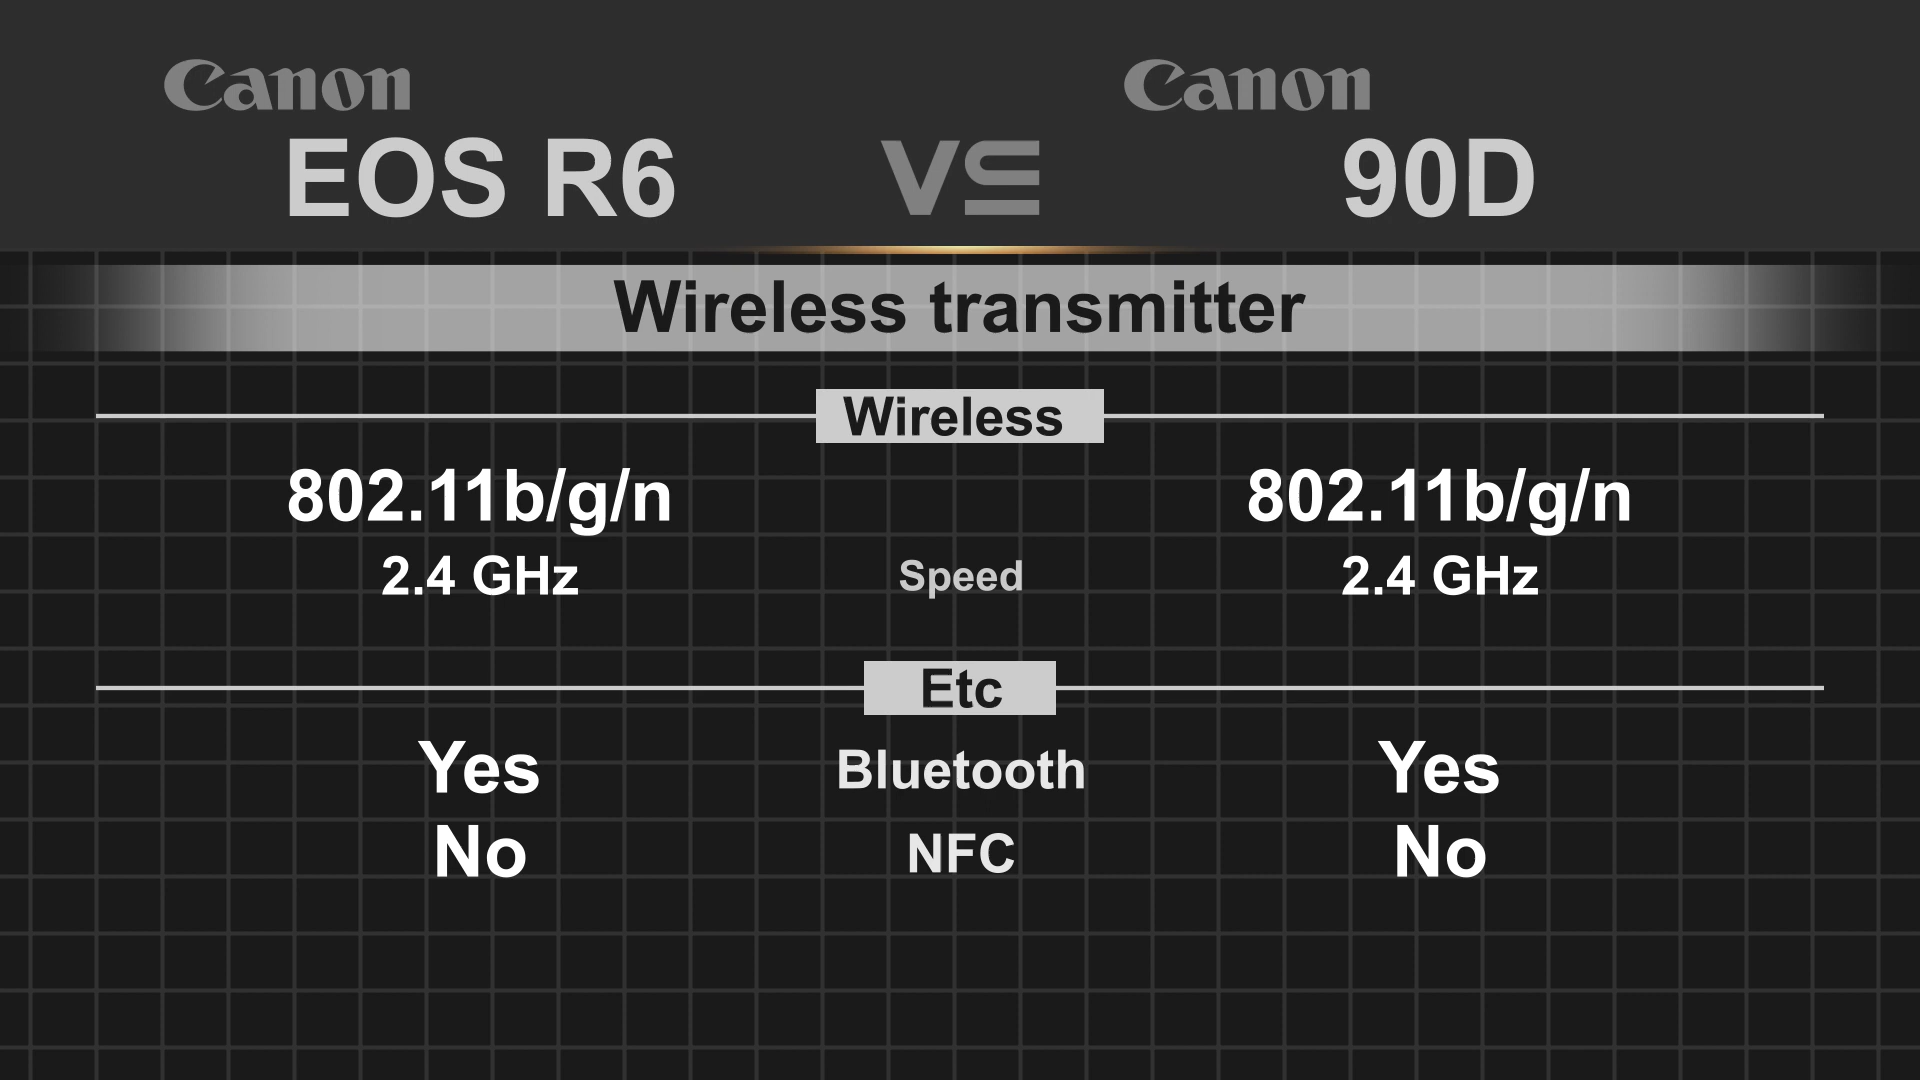 Canon Canon
EOS R6 VS 90D
Wireless transmitter
Wireless
802.11b/g/n 802.11b/g/n
2.4 GHz Speed 2.4 GHz
Etc
Yes Bluetooth Yes
No NFC No